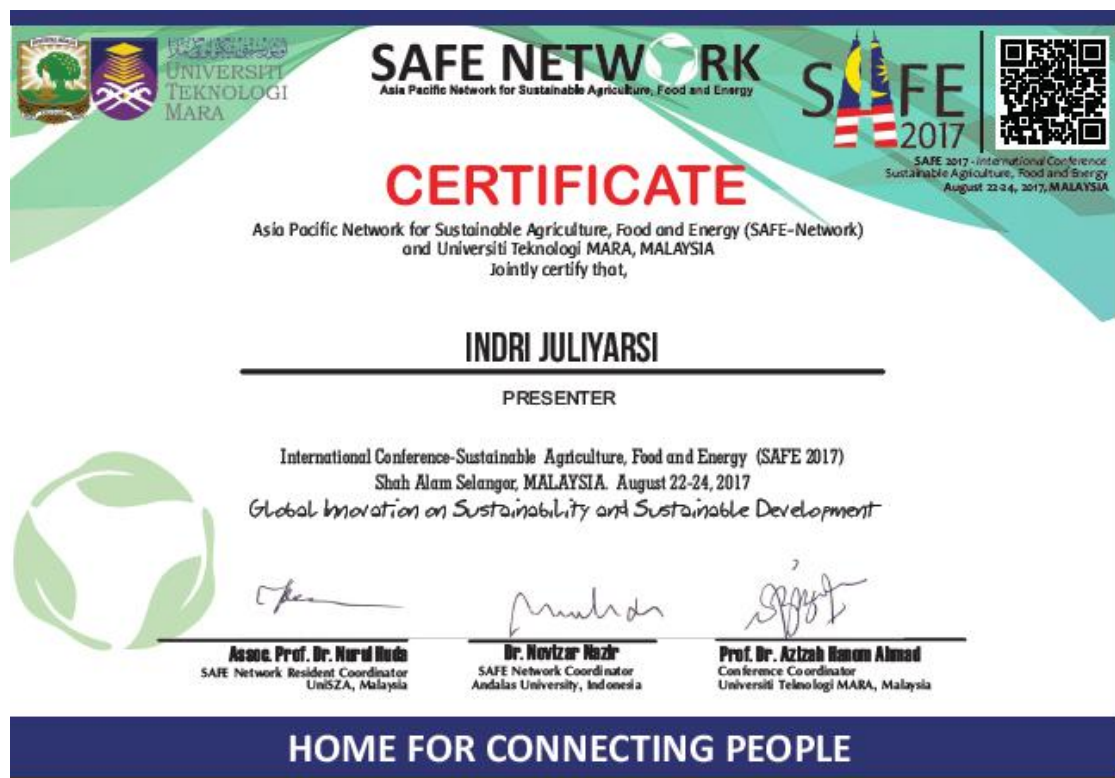 UNIVERSITI
TEKNOLOGI
MARA
SAFE NETWORK
Asia Pacific Network for Sustainable Agriculture, Food and Energy
SAFE
2017
SAFE 2017 - International Conference
Sustainable Agriculture, Food and Energy
August 22-24, 2017, MALAYSIA
CERTIFICATE
Asia Pacific Network for Sustainable Agriculture, Food and Energy (SAFE-Network)
and Universiti Teknologi MARA, MALAYSIA
Jointly certify that,
INDRI JULIYARSI
PRESENTER
International Conference-Sustainable Agriculture, Food and Energy (SAFE 2017)
Shah Alam Selangor, MALAYSIA. August 22-24, 2017
Global Innovation on Sustainability and Sustainable Development
Assoc. Prof. Dr. Nurul Huda
SAFE Network Resident Coordinator
UniSZA, Malaysia
Dr. Novizar Nazir
SAFE Network Coordinator
Andalas University, Indonesia
Prof. Dr. Azizah Hanom Ahmad
Conference Coordinator
Universiti Teknologi MARA, Malaysia
HOME FOR CONNECTING PEOPLE